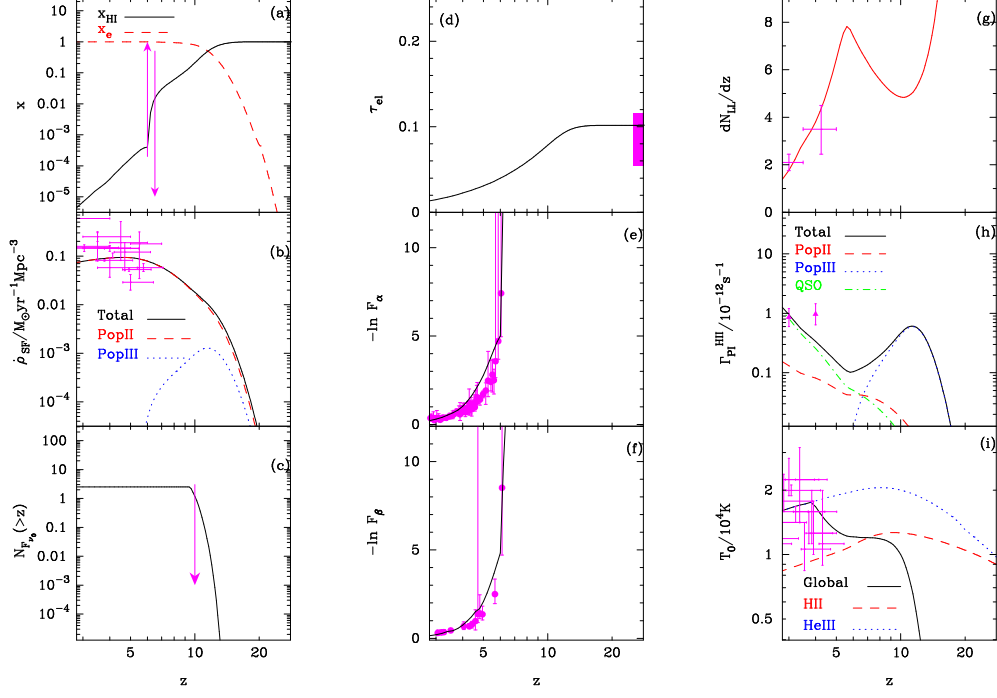 (a)
x_HI
x_e
x
10
1
0.1
0.01
10^−3
10^−4
10^−5
(b)
ρ̇_SF/M_⊙yr^−1Mpc^−3
0.1
0.01
10^−3
10^−4
Total
PopII
PopIII
(c)
N_Fν0(>z)
100
10
1
0.1
0.01
10^−3
10^−4
5 10 20
z
(d)
τ_el
0.2
0.1
0
(e)
−ln F_α
10
5
0
(f)
−ln F_β
10
5
0
5 10 20
z
(g)
dN_LL/dz
8
6
4
2
0
(h)
Total
PopII
PopIII
QSO
Γ_PI^HII/10^−12s^−1
10
1
0.1
(i)
T_0/10^4K
2
1
0.5
Global
HII
HeIII
5 10 20
z